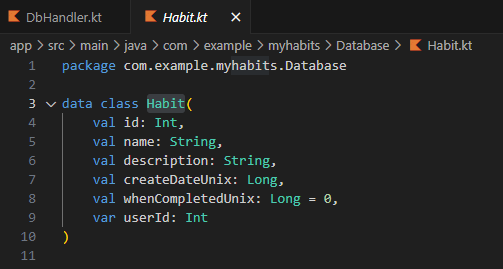 DbHandler.kt
Habit.kt
app > src > main > java > com > example > myhabits > Database > Habit.kt
1 package com.example.myhabits.Database
2
3 data class Habit(
4 val id: Int,
5 val name: String,
6 val description: String,
7 val createDateUnix: Long,
8 val whenCompletedUnix: Long = 0,
9 var userId: Int
10 )
11